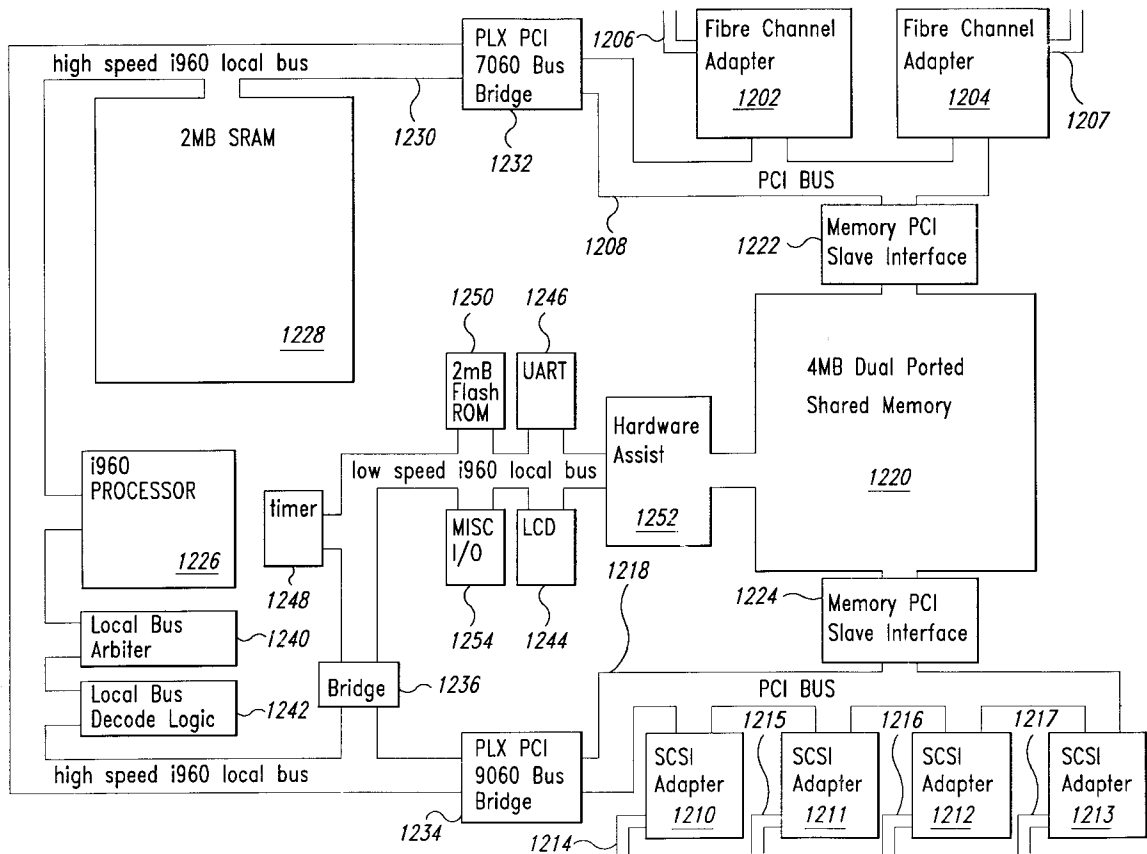 PLX PCI
7060 Bus
Bridge
1232
1206
Fibre Channel
Adapter
1202
Fibre Channel
Adapter
1204
1207
high speed i960 local bus
1230
2MB SRAM
1228
PCI BUS
1208
1222
Memory PCI
Slave Interface
1250
1246
2mB
Flash
ROM
UART
4MB Dual Ported
Shared Memory
1220
Hardware
Assist
1252
low speed i960 local bus
i960
PROCESSOR
1226
timer
1248
MISC
I/O
1254
LCD
1244
1218
1224
Memory PCI
Slave Interface
Local Bus
Arbiter
1240
Local Bus
Decode Logic
1242
Bridge
1236
PCI BUS
high speed i960 local bus
PLX PCI
9060 Bus
Bridge
1234
1215
1216
1217
SCSI
Adapter
1210
SCSI
Adapter
1211
SCSI
Adapter
1212
SCSI
Adapter
1213
1214